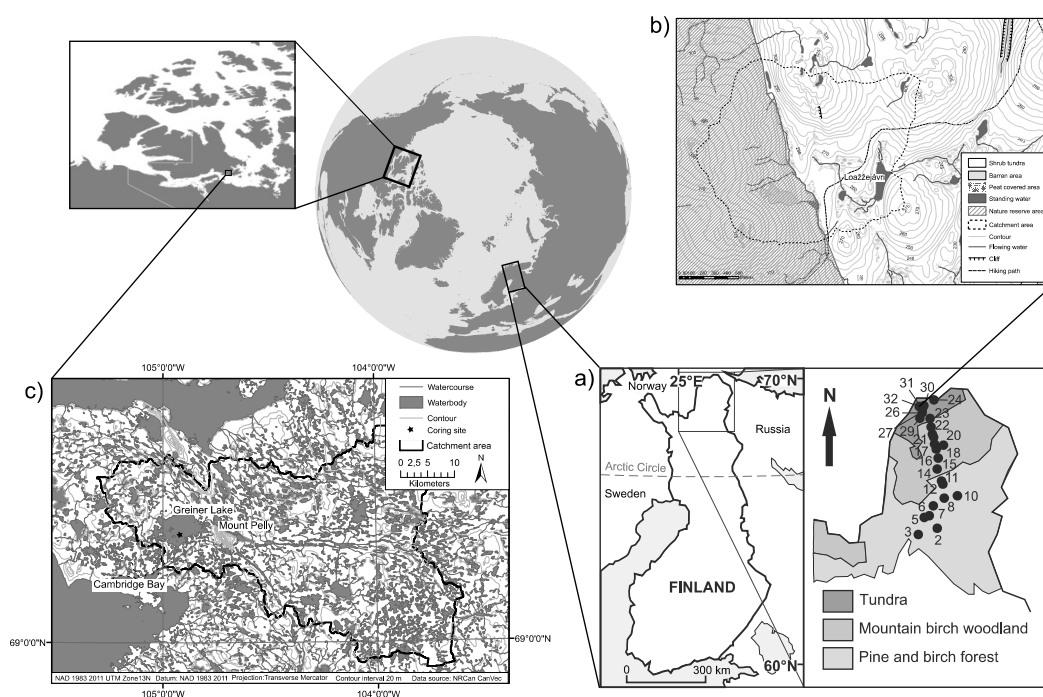 b)
Loažžejávri
Shrub tundra
Barren area
Peat covered area
Standing water
Nature reserve area
Catchment area
Contour
Flowing water
Cliff
Hiking path
c)
105°0'0"W
104°0'0"W
Watercourse
Waterbody
Contour
Coring site
Catchment area
0 2,5 5 10
Kilometers
N
Greiner Lake
Mount Pelly
Cambridge Bay
69°0'0"N
69°0'0"N
105°0'0"W
104°0'0"W
NAD 1983 2011 UTM Zone13N Datum: NAD 1983 2011 Projection:Transverse Mercator Contour interval 20 m Data source: NRCan CanVec
a)
Norway
25°E
70°N
Russia
Arctic Circle
Sweden
FINLAND
0 300 km
60°N
N
31
30
32
24
26
23
22
27
29
21
20
17
18
16
15
14
11
12
10
6
8
5
7
3
2
Tundra
Mountain birch woodland
Pine and birch forest